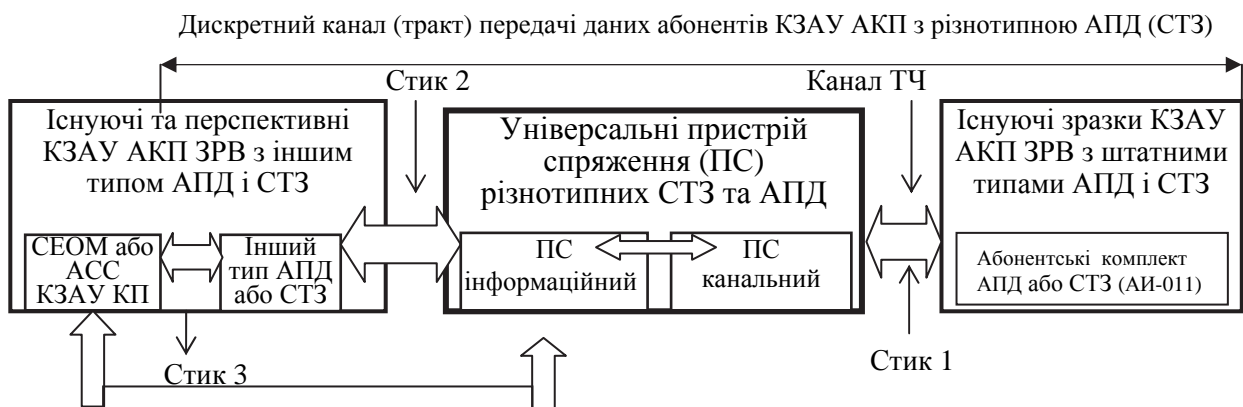 Дискретний канал (тракт) передачі даних абонентів КЗАУ АКП з різнотипною АПД (СТЗ)
Стик 2
Канал ТЧ
Існуючі та перспективні
КЗАУ АКП ЗРВ з іншим
типом АПД і СТЗ
СЕОМ або
АСС
КЗАУ КП
Інший
тип АПД
або СТЗ
Універсальні пристрій
спряження (ПС)
різнотипних СТЗ та АПД
ПС
інформаційний
ПС
канальний
Існуючі зразки КЗАУ
АКП ЗРВ з штатними
типами АПД і СТЗ
Абонентські комплект
АПД або СТЗ (АИ-011)
Стик 3
Стик 1